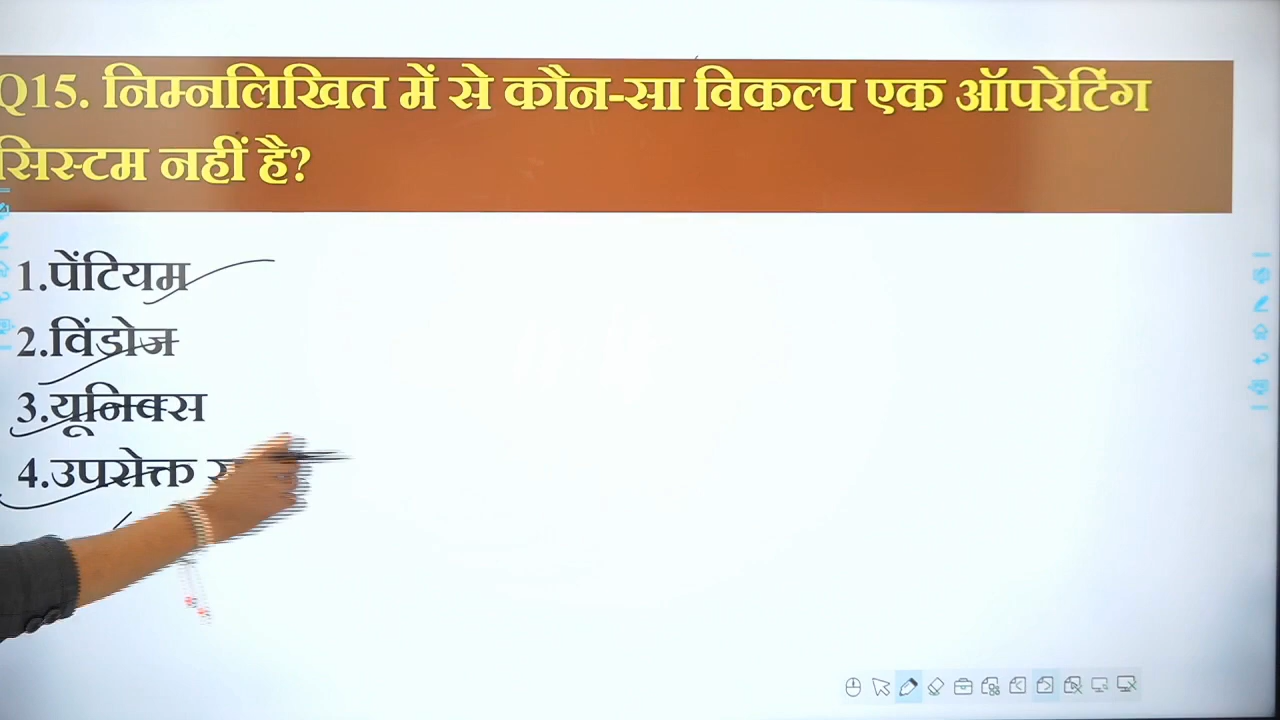 Q15. निम्नलिखित में से कौन-सा विकल्प एक ऑपरेटिंग
सिस्टम नहीं है?
1.पेंटियम
2.विंडोज
3.यूनिक्स
4.उपरोक्त